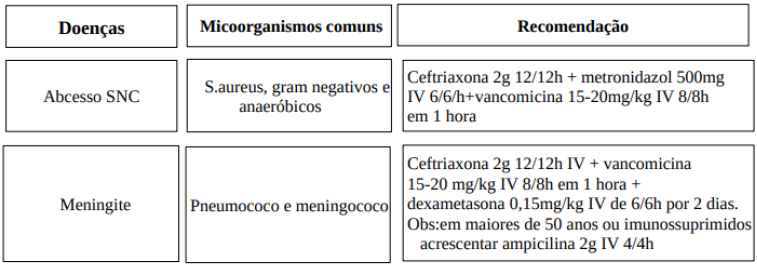 Doenças
Micoorganismos comuns
Recomendação
Abcesso SNC
S.aureus, gram negativos e
anaeróbicos
Ceftriaxona 2g 12/12h + metronidazol 500mg
IV 6/6/h+vancomicina 15-20mg/kg IV 8/8h
em 1 hora
Meningite
Pneumococo e meningococo
Ceftriaxona 2g 12/12h IV + vancomicina
15-20 mg/kg IV 8/8h em 1 hora +
dexametasona 0,15mg/kg IV de 6/6h por 2 dias.
Obs:em maiores de 50 anos ou imunossuprimidos
acrescentar ampicilina 2g IV 4/4h